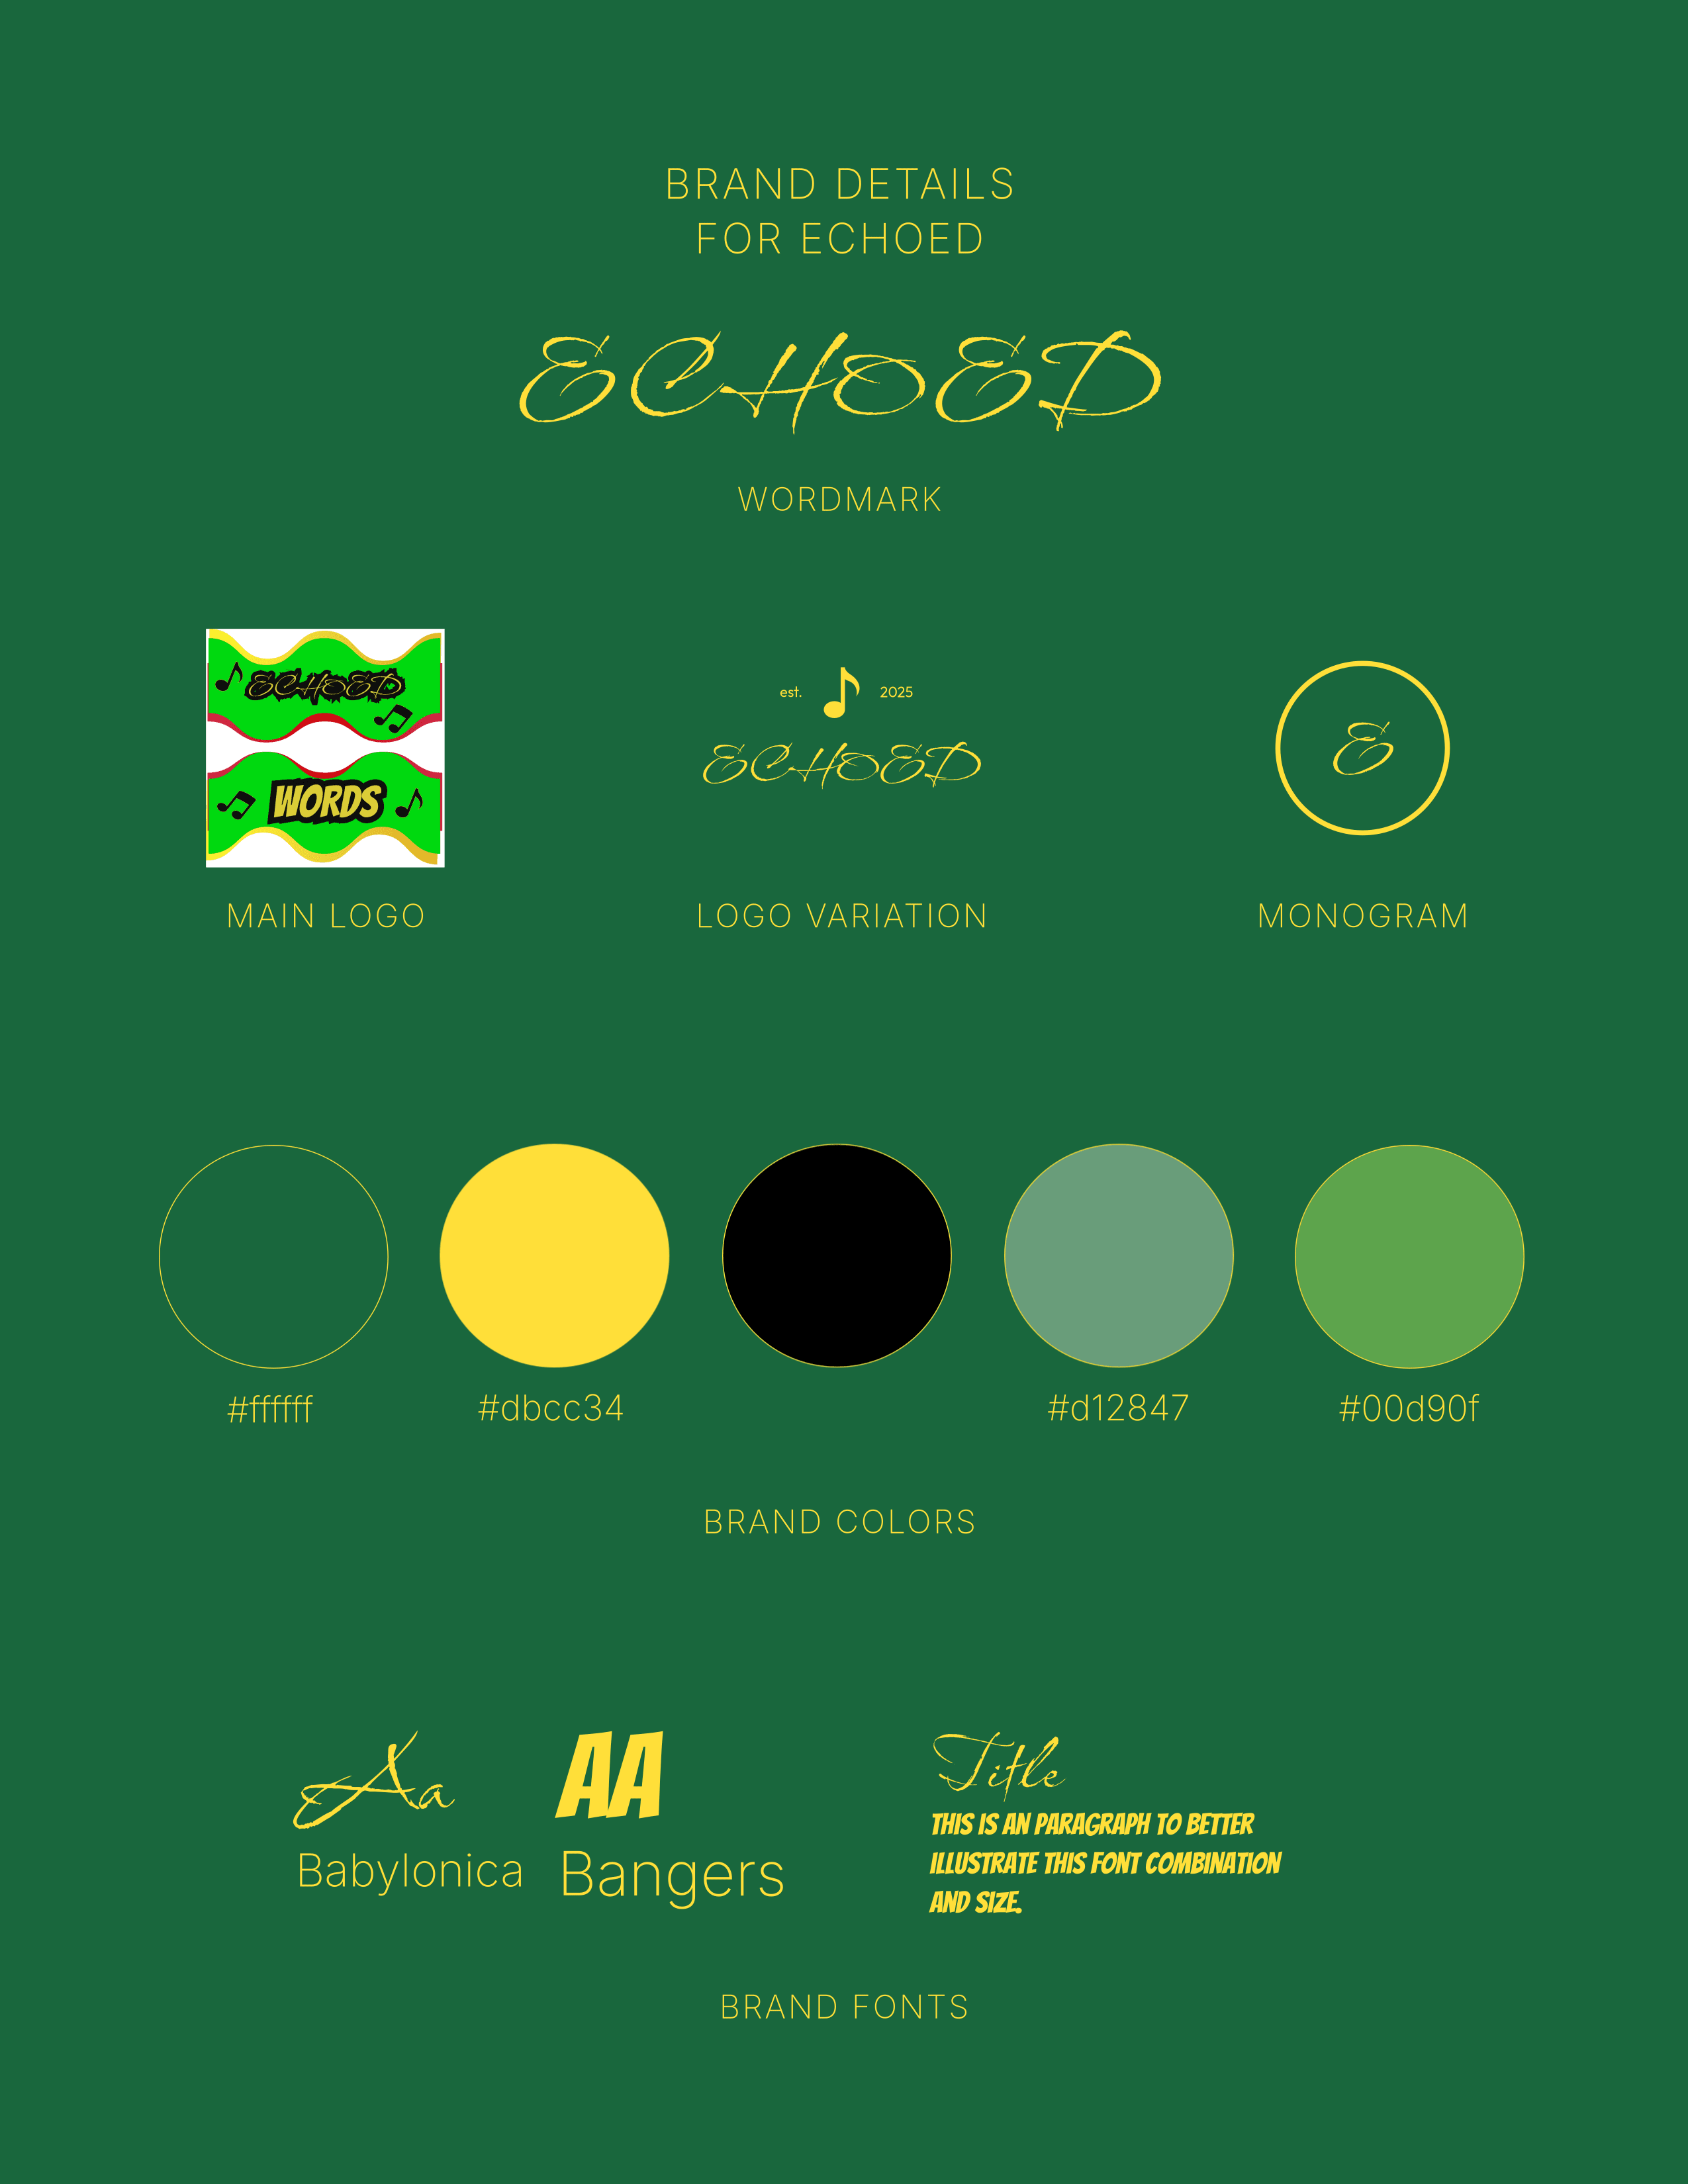 BRAND DETAILS
FOR ECHOED
ECHOED
WORDMARK
ECHOED
WORDS
MAIN LOGO
est. 2025
ECHOED
LOGO VARIATION
E
MONOGRAM
#ffffff
#dbcc34
#d12847
#00d90f
BRAND COLORS
Aa
Babylonica
AA
Bangers
Title
THIS IS AN PARAGRAPH TO BETTER
ILLUSTRATE THIS FONT COMBINATION
AND SIZE.
BRAND FONTS